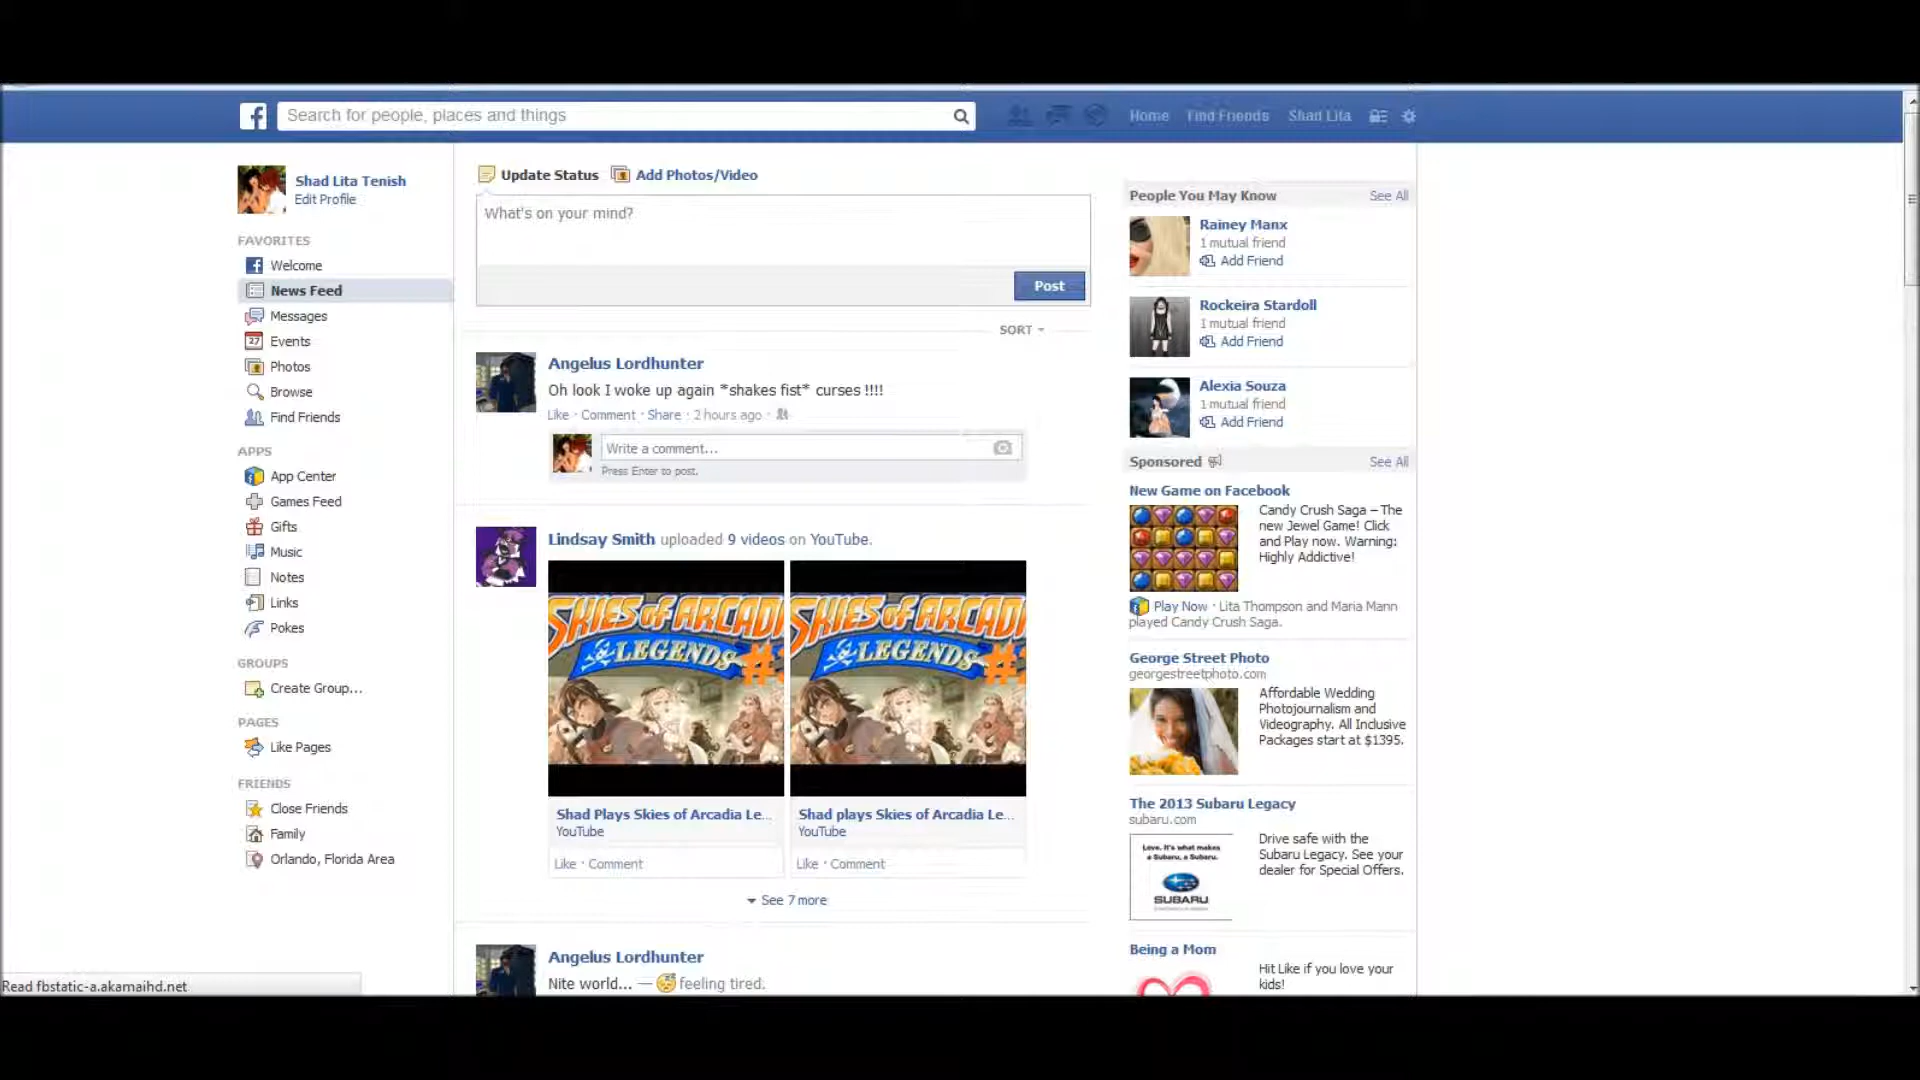 Search for people, places and things
Home Find Friends Shad Lita
Shad Lita Tenish
Edit Profile
FAVORITES
Welcome
News Feed
Messages
27 Events
Photos
Browse
Find Friends
APPS
App Center
Games Feed
Gifts
Music
Notes
Links
Pokes
GROUPS
Create Group...
PAGES
Like Pages
FRIENDS
Close Friends
Family
Orlando, Florida Area
Read fbstatic-a.akamaihd.net
Update Status Add Photos/Video
What's on your mind?
Post
SORT
Angelus Lordhunter
Oh look I woke up again *shakes fist* curses !!!!
Like · Comment · Share · 2 hours ago ·
Write a comment...
Press Enter to post.
Lindsay Smith uploaded 9 videos on YouTube.
SKIES OF ARCADI
LEGENDS #
SKIES OF ARCADI
LEGENDS #
Shad Plays Skies of Arcadia Le...
YouTube
Like · Comment
Shad plays Skies of Arcadia Le...
YouTube
Like · Comment
See 7 more
Angelus Lordhunter
Nite world... — feeling tired.
People You May Know See All
Rainey Manx
1 mutual friend
Add Friend
Rockeira Stardoll
1 mutual friend
Add Friend
Alexia Souza
1 mutual friend
Add Friend
Sponsored See All
New Game on Facebook
Candy Crush Saga – The
new Jewel Game! Click
and Play now. Warning:
Highly Addictive!
Play Now · Lita Thompson and Maria Mann
played Candy Crush Saga.
George Street Photo
georgestreetphoto.com
Affordable Wedding
Photojournalism and
Videography. All Inclusive
Packages start at $1395.
The 2013 Subaru Legacy
subaru.com
Love. It's what makes
a Subaru, a Subaru.
SUBARU
Drive safe with the
Subaru Legacy. See your
dealer for Special Offers.
Being a Mom
Hit Like if you love your
kids!